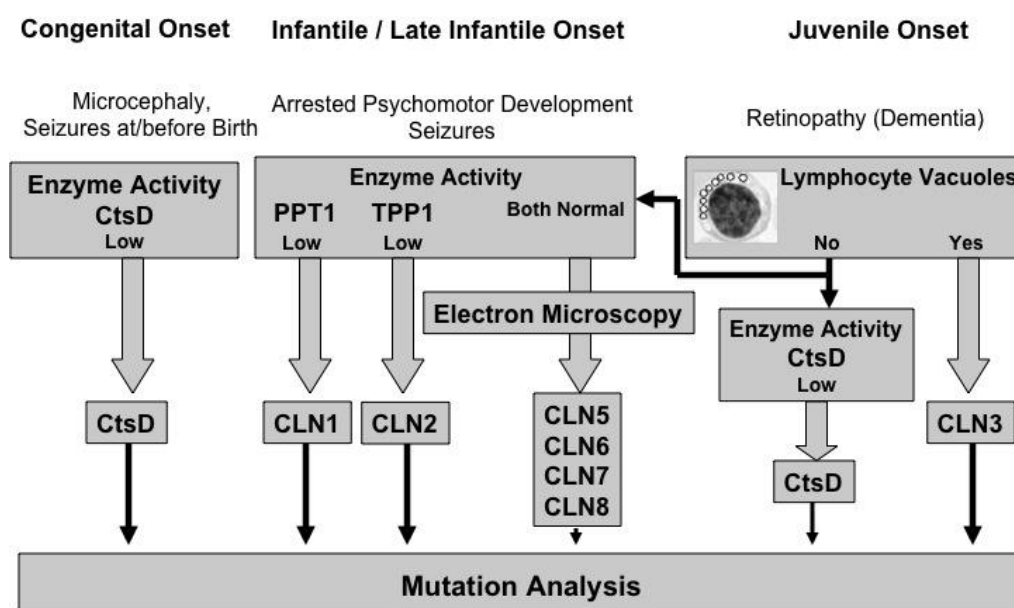 Congenital Onset
Infantile / Late Infantile Onset
Juvenile Onset
Microcephaly,
Seizures at/before Birth
Arrested Psychomotor Development
Seizures
Retinopathy (Dementia)
Enzyme Activity
CtsD
Low
Enzyme Activity
PPT1 TPP1 Both Normal
Low Low
Lymphocyte Vacuoles
No Yes
Electron Microscopy
Enzyme Activity
CtsD
Low
CtsD
CLN1
CLN2
CLN5
CLN6
CLN7
CLN8
CtsD
CLN3
Mutation Analysis